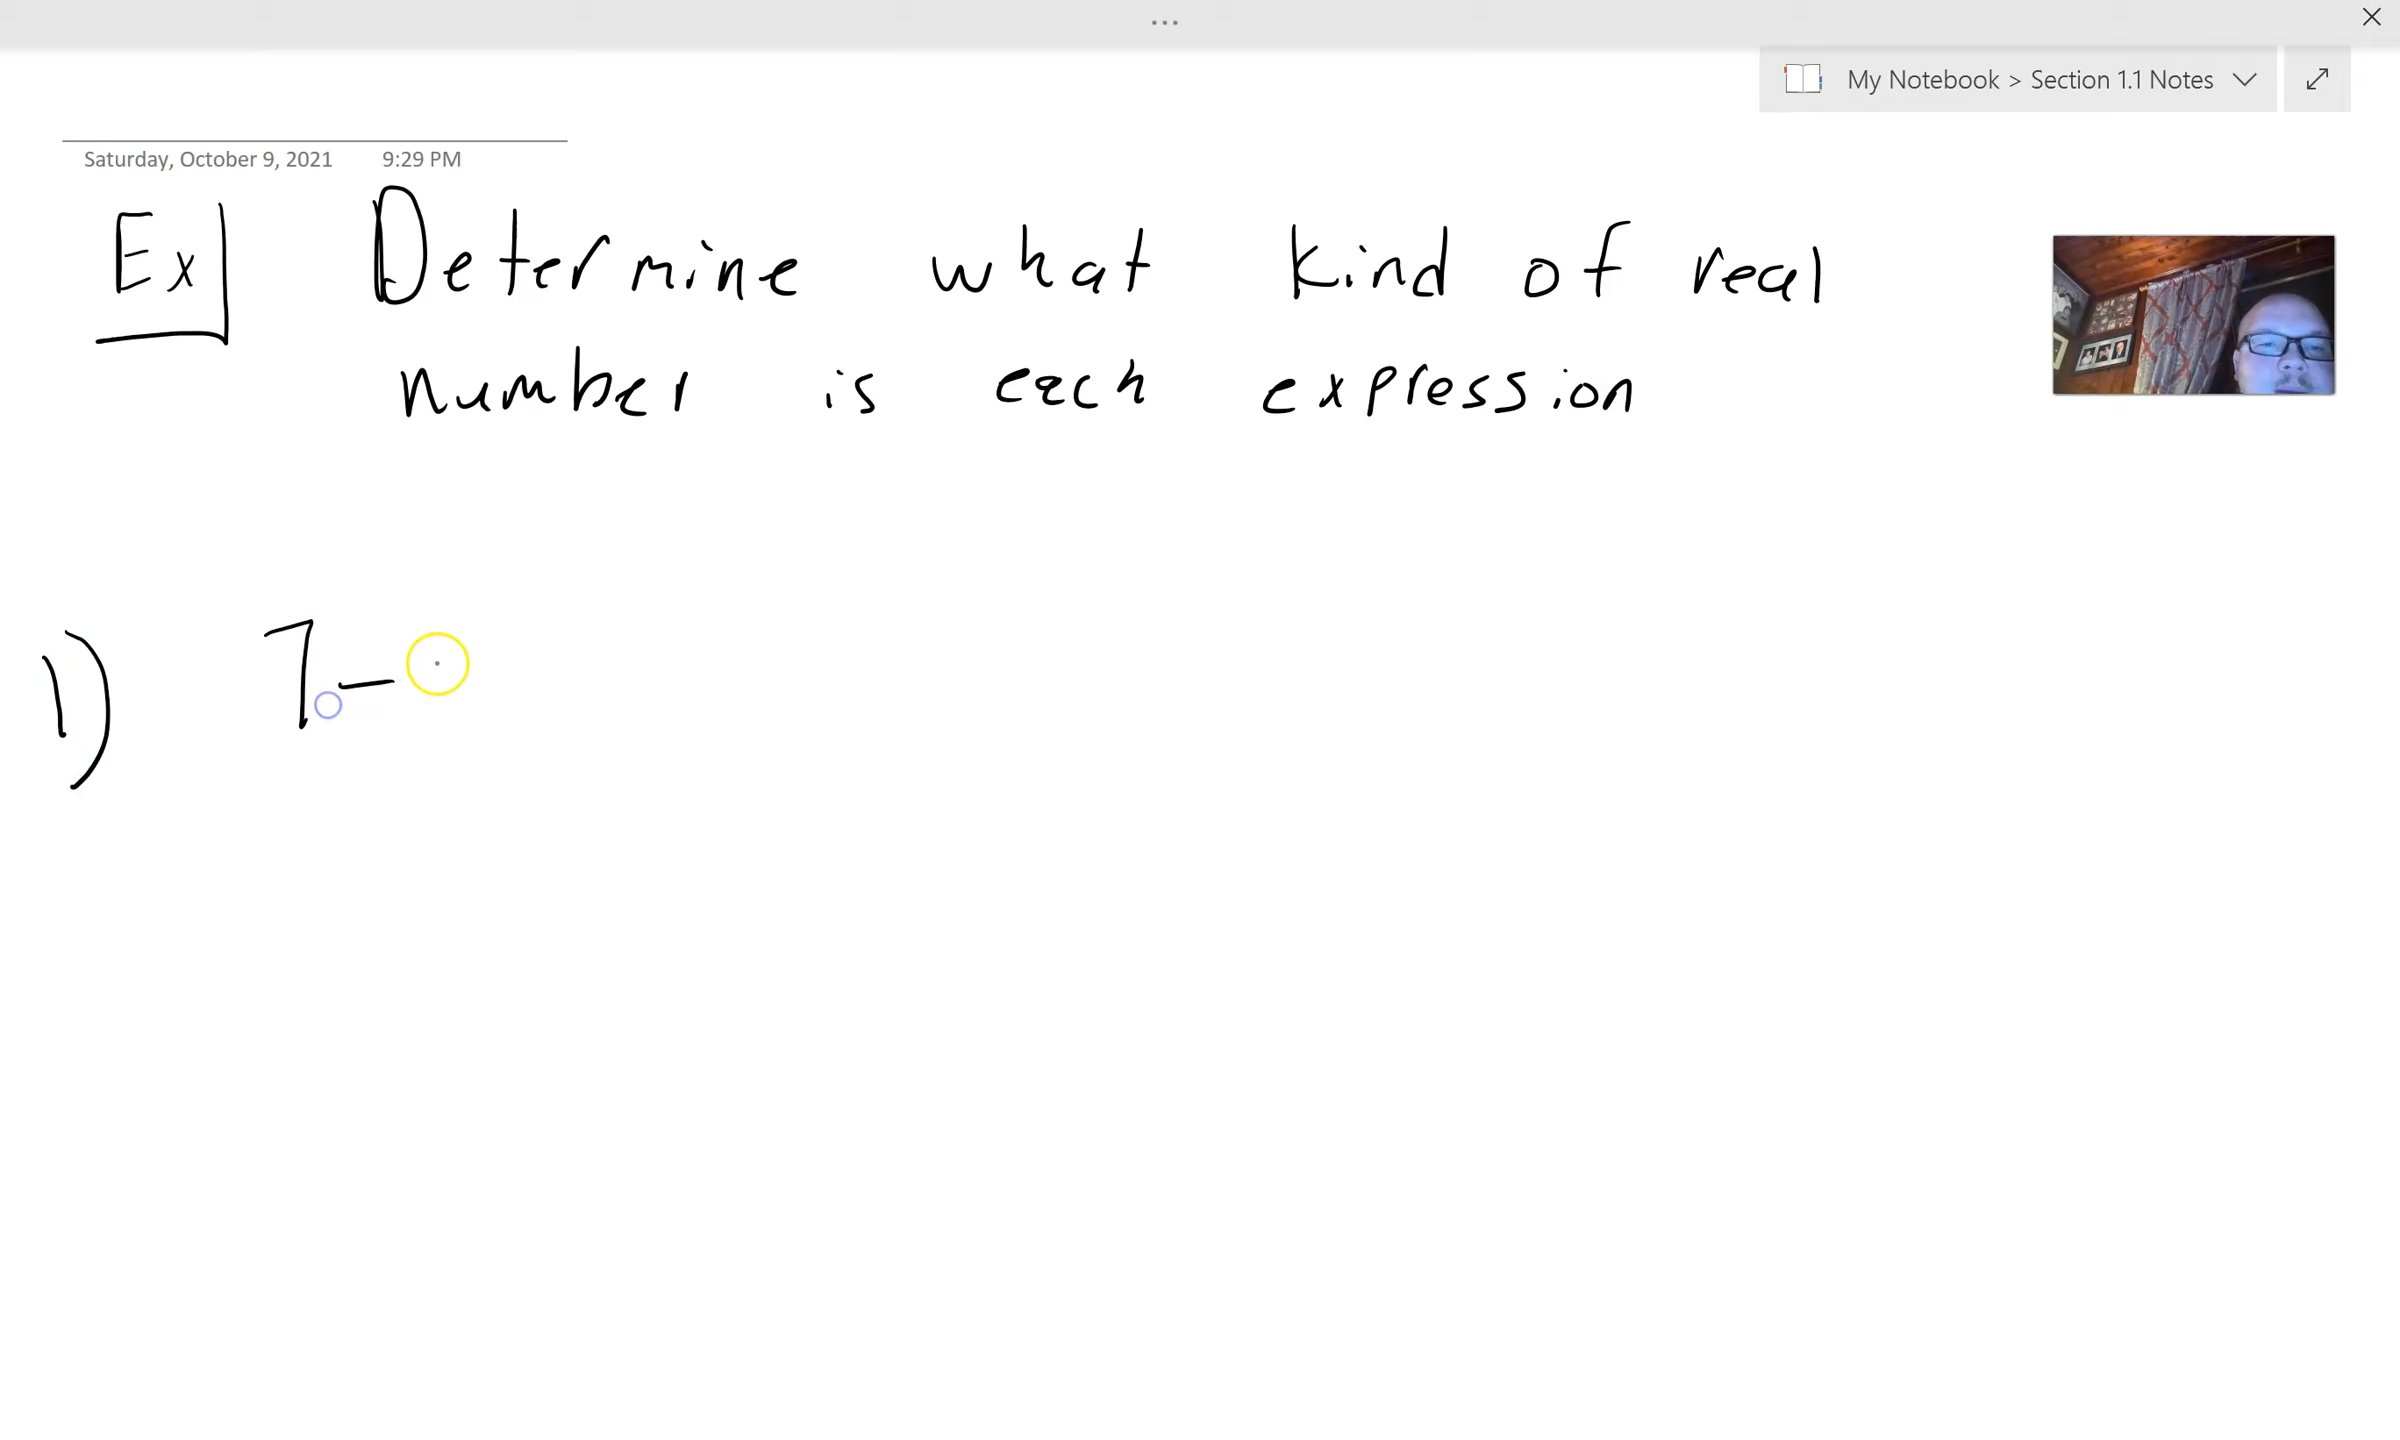 My Notebook > Section 1.1 Notes
Saturday, October 9, 2021 9:29 PM
Ex Determine what kind of real
number is each expression
1) 7-